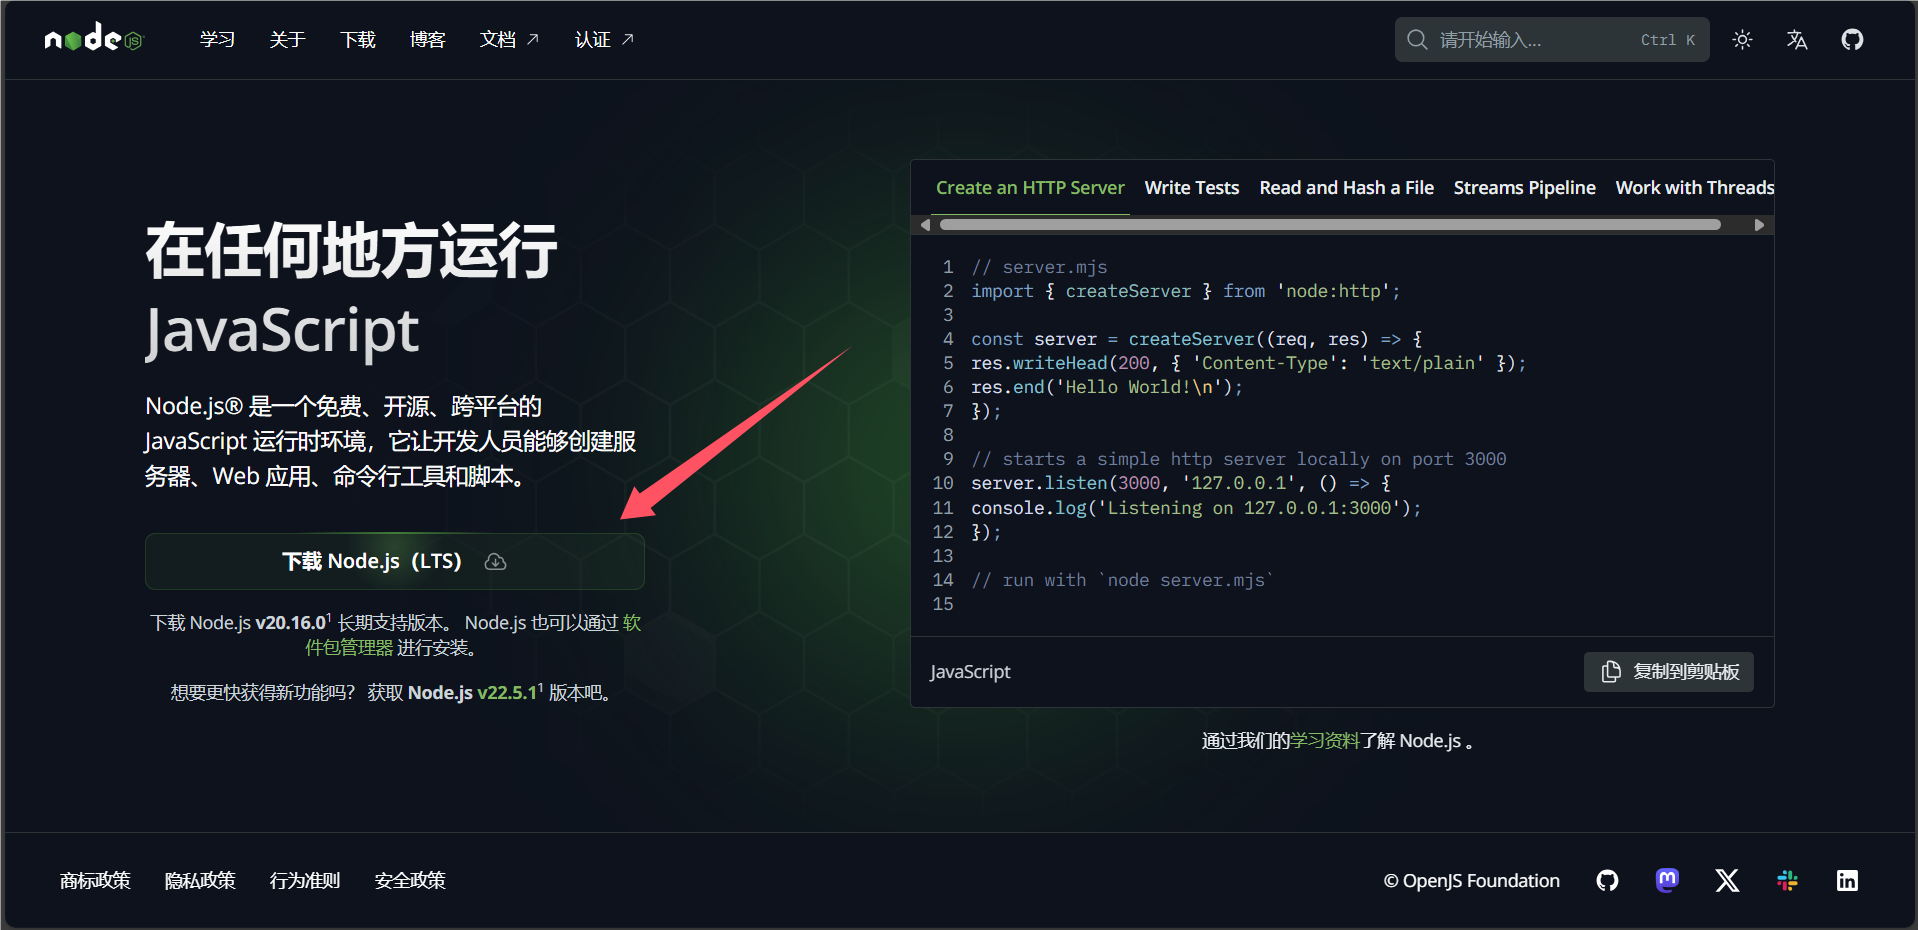 node JS
学习 关于 下载 博客 文档 ↗ 认证 ↗
请开始输入... Ctrl K
在任何地方运行
JavaScript
Node.js® 是一个免费、开源、跨平台的
JavaScript 运行时环境，它让开发人员能够创建服
务器、Web 应用、命令行工具和脚本。
下载 Node.js（LTS）
下载 Node.js v20.16.0¹ 长期支持版本。 Node.js 也可以通过 软
件包管理器 进行安装。
想要更快获得新功能吗？ 获取 Node.js v22.5.1¹ 版本吧。
Create an HTTP Server Write Tests Read and Hash a File Streams Pipeline Work with Threads
1 // server.mjs
2 import { createServer } from 'node:http';
3
4 const server = createServer((req, res) => {
5 res.writeHead(200, { 'Content-Type': 'text/plain' });
6 res.end('Hello World!\n');
7 });
8
9 // starts a simple http server locally on port 3000
10 server.listen(3000, '127.0.0.1', () => {
11 console.log('Listening on 127.0.0.1:3000');
12 });
13
14 // run with `node server.mjs`
15
JavaScript 复制到剪贴板
通过我们的学习资料了解 Node.js 。
商标政策 隐私政策 行为准则 安全政策
© OpenJS Foundation